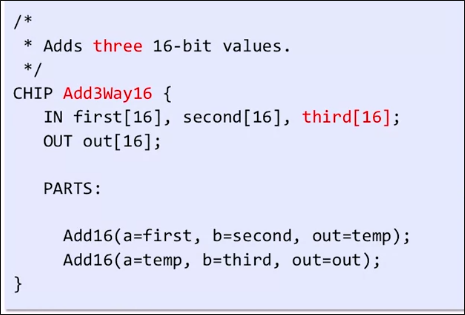 /*
 * Adds three 16-bit values.
 */
CHIP Add3Way16 {
   IN first[16], second[16], third[16];
   OUT out[16];

   PARTS:

     Add16(a=first, b=second, out=temp);
     Add16(a=temp, b=third, out=out);
}